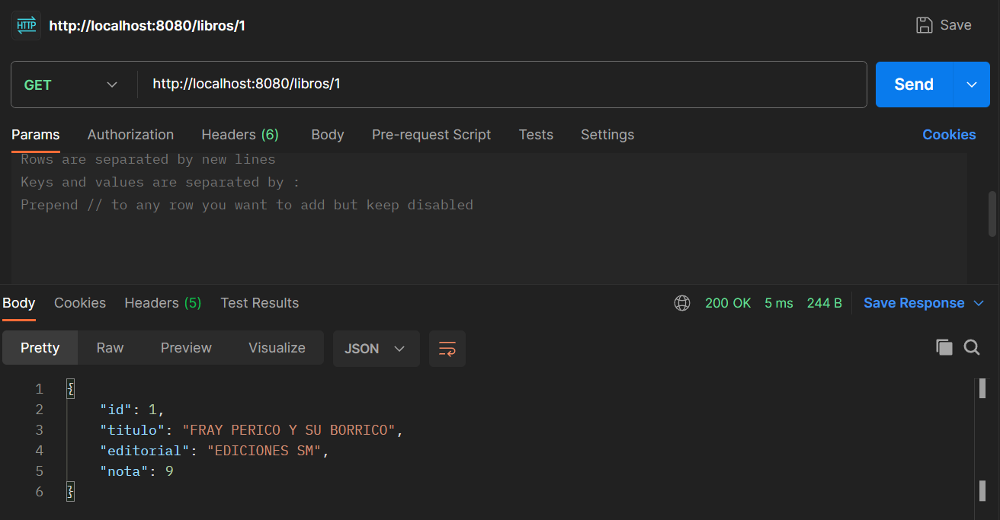 HTTP http://localhost:8080/libros/1 Save
GET http://localhost:8080/libros/1 Send
Params Authorization Headers (6) Body Pre-request Script Tests Settings Cookies
Rows are separated by new lines
Keys and values are separated by :
Prepend // to any row you want to add but keep disabled
Body Cookies Headers (5) Test Results 200 OK 5 ms 244 B Save Response
Pretty Raw Preview Visualize JSON
1 {
2 "id": 1,
3 "titulo": "FRAY PERICO Y SU BORRICO",
4 "editorial": "EDICIONES SM",
5 "nota": 9
6 }